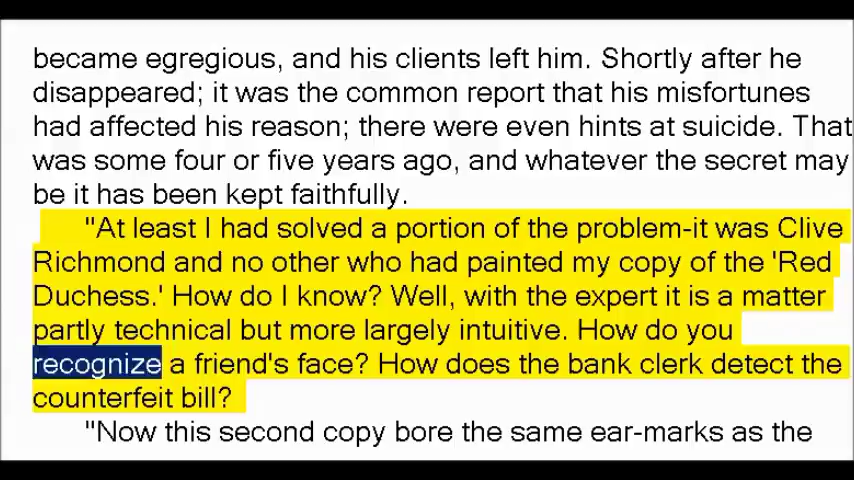 became egregious, and his clients left him. Shortly after he
disappeared; it was the common report that his misfortunes
had affected his reason; there were even hints at suicide. That
was some four or five years ago, and whatever the secret may
be it has been kept faithfully.
"At least I had solved a portion of the problem-it was Clive
Richmond and no other who had painted my copy of the 'Red
Duchess.' How do I know? Well, with the expert it is a matter
partly technical but more largely intuitive. How do you
recognize a friend's face? How does the bank clerk detect the
counterfeit bill?
"Now this second copy bore the same ear-marks as the